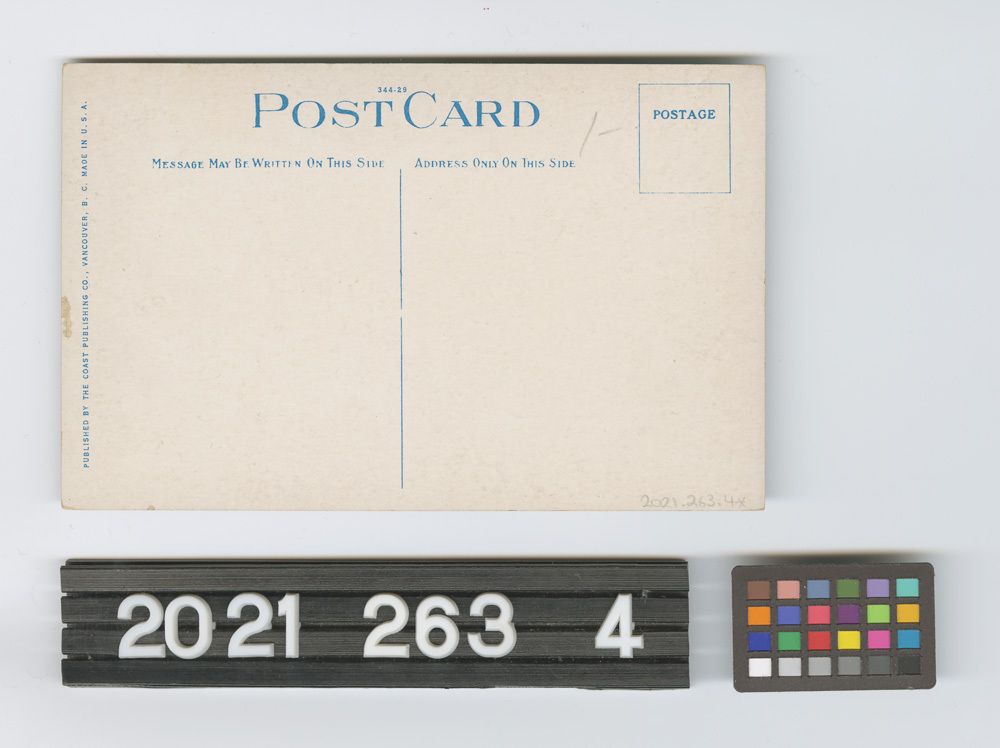 344-29
POST CARD
POSTAGE
MESSAGE MAY BE WRITTEN ON THIS SIDE
ADDRESS ONLY ON THIS SIDE
PUBLISHED BY THE COAST PUBLISHING CO., VANCOUVER, B. C. MADE IN U. S. A.
1-
2021.263.4x
2021 263 4